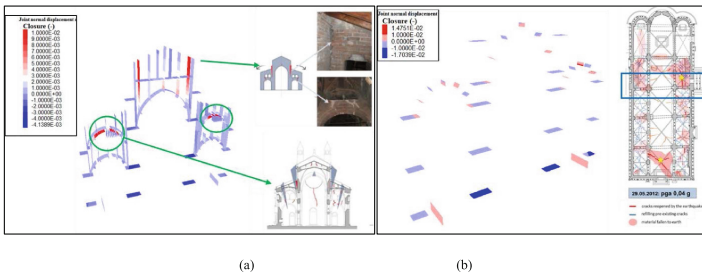 Joint normal displacement
Closure (-)
1.0000E-02
9.0000E-03
8.0000E-03
7.0000E-03
6.0000E-03
5.0000E-03
4.0000E-03
3.0000E-03
2.0000E-03
1.0000E-03
0.0000E+00
-1.0000E-03
-2.0000E-03
-3.0000E-03
-4.0000E-03
-4.1389E-03
(a)
Joint normal displacement
Closure (-)
1.4751E-02
1.0000E-02
0.0000E+00
-1.0000E-02
-1.7039E-02
29.05.2012: pga 0,04 g
cracks reopened by the earthquake
refilling pre-existing cracks
material fallen to earth
(b)